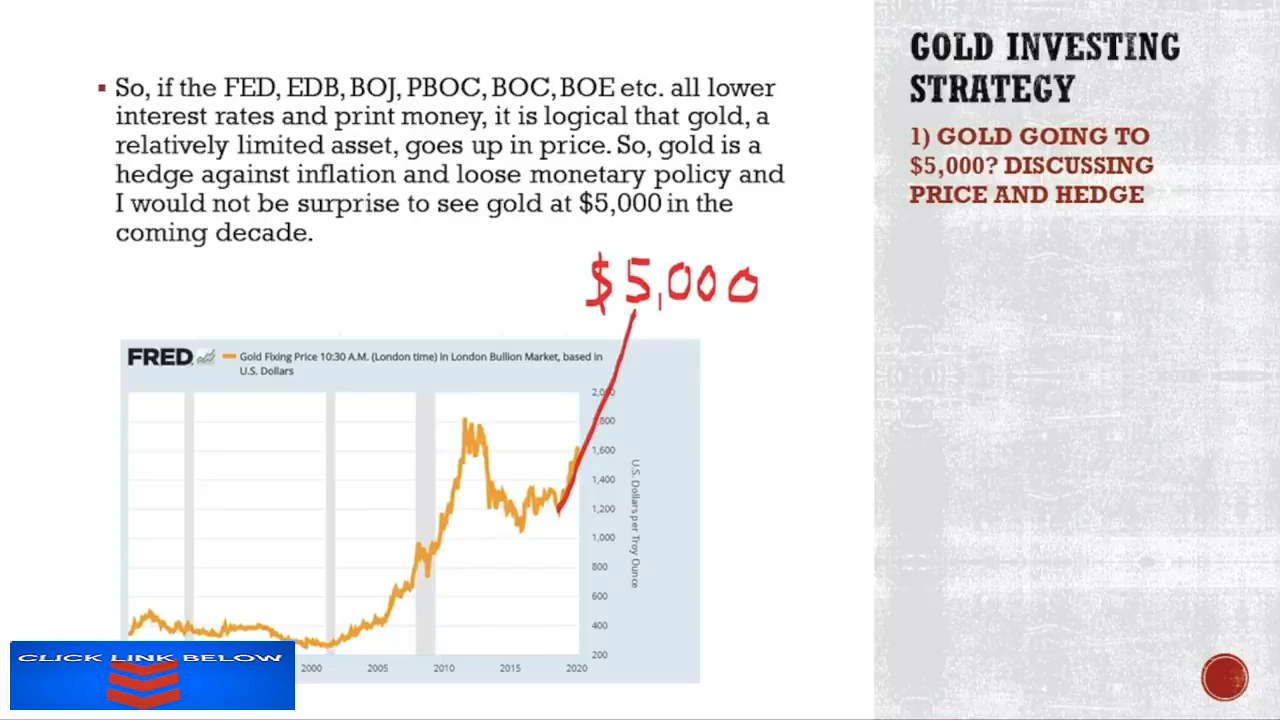 So, if the FED, EDB, BOJ, PBOC, BOC, BOE etc. all lower
interest rates and print money, it is logical that gold, a
relatively limited asset, goes up in price. So, gold is a
hedge against inflation and loose monetary policy and
I would not be surprise to see gold at $5,000 in the
coming decade.
$5,000
FRED
Gold Fixing Price 10:30 A.M. (London time) in London Bullion Market, based in
U.S. Dollars
2,000
1,800
1,600
1,400
1,200
1,000
800
600
400
200
U.S. Dollars per Troy Ounce
2000 2005 2010 2015 2020
CLICK LINK BELOW
GOLD INVESTING
STRATEGY
1) GOLD GOING TO
$5,000? DISCUSSING
PRICE AND HEDGE